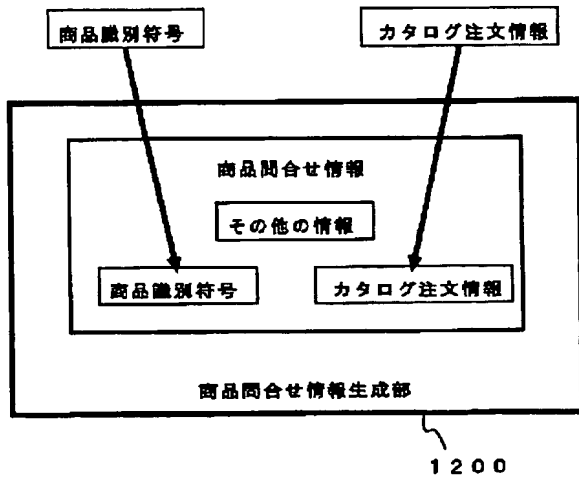 商品識別符号
カタログ注文情報
商品問合せ情報
その他の情報
商品識別符号
カタログ注文情報
商品問合せ情報生成部
1200